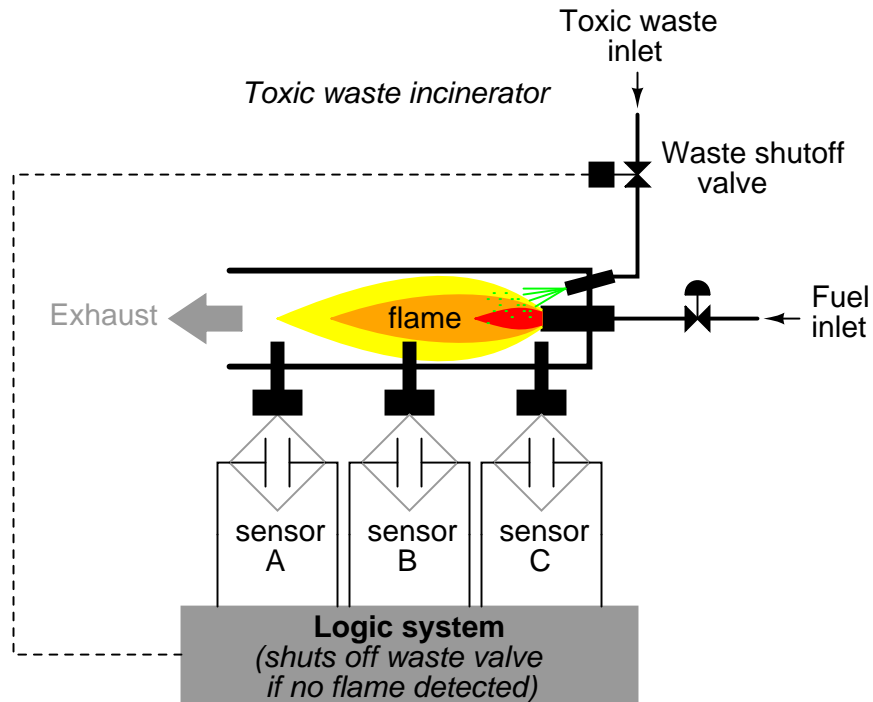 Toxic waste
inlet
Toxic waste incinerator
Waste shutoff
valve
Exhaust
flame
Fuel
inlet
sensor
A
sensor
B
sensor
C
Logic system
(shuts off waste valve
if no flame detected)